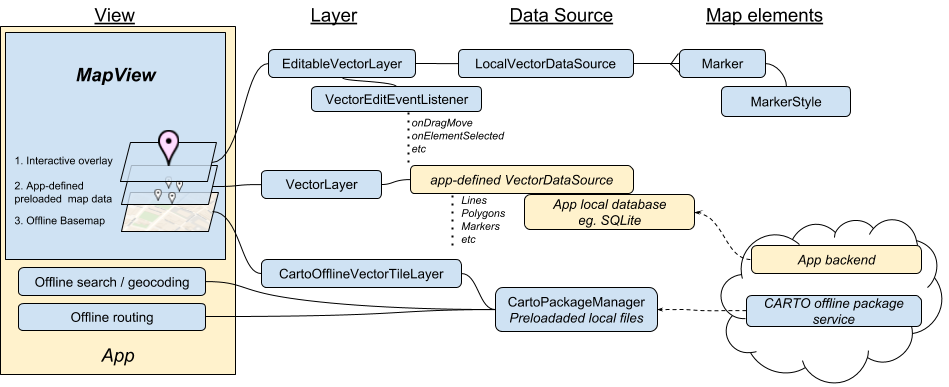 View
Layer
Data Source
Map elements
MapView
1. Interactive overlay
2. App-defined
preloaded map data
3. Offline Basemap
Offline search / geocoding
Offline routing
App
EditableVectorLayer
LocalVectorDataSource
Marker
MarkerStyle
VectorEditEventListener
onDragMove
onElementSelected
etc
VectorLayer
app-defined VectorDataSource
Lines
Polygons
Markers
etc
App local database
eg. SQLite
App backend
CartoOfflineVectorTileLayer
CartoPackageManager
Preloadaded local files
CARTO offline package
service